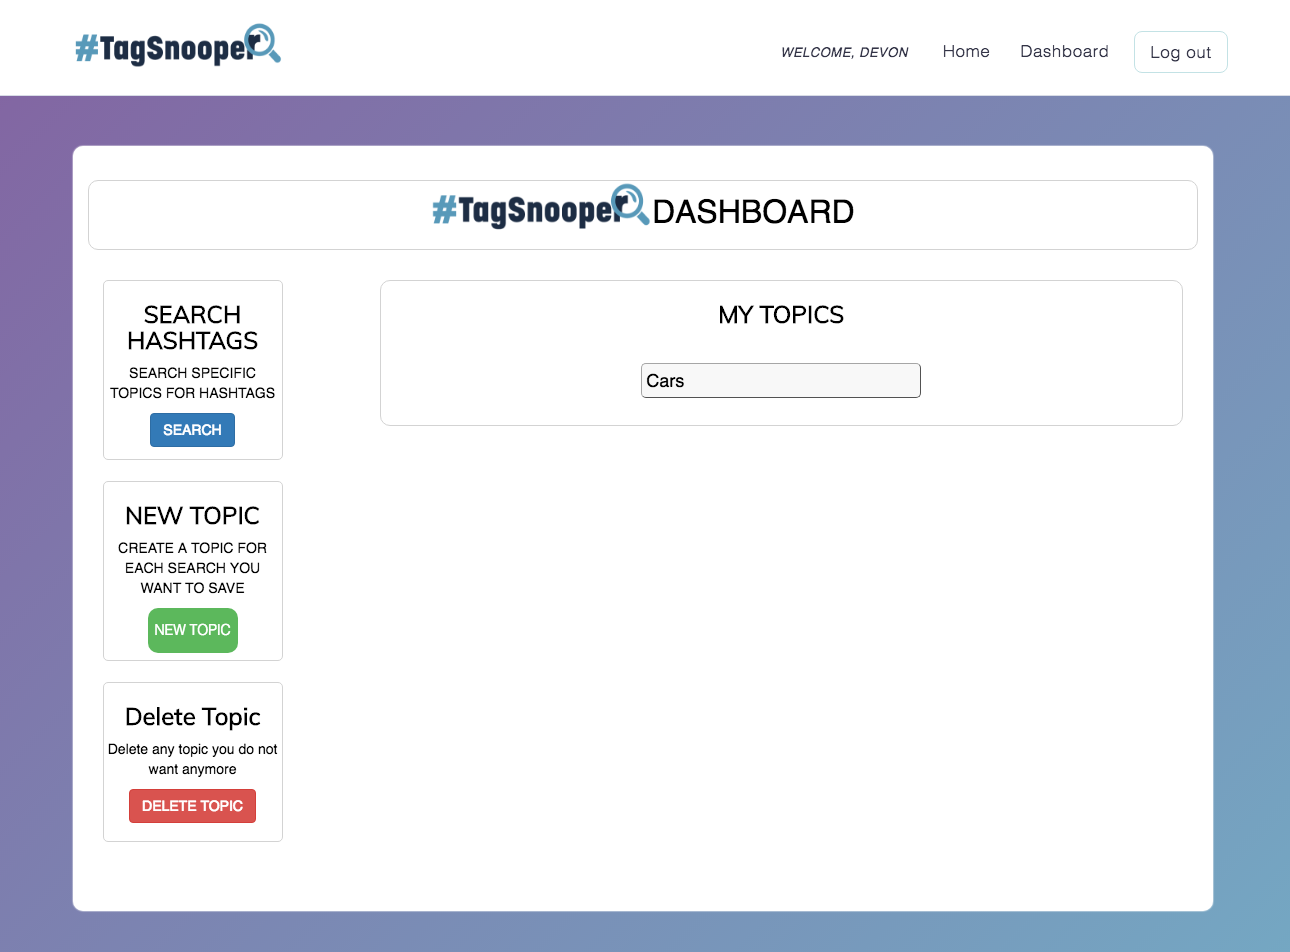 #TagSnooper
WELCOME, DEVON Home Dashboard Log out
#TagSnooper DASHBOARD
SEARCH
HASHTAGS
SEARCH SPECIFIC
TOPICS FOR HASHTAGS
SEARCH
MY TOPICS
Cars
NEW TOPIC
CREATE A TOPIC FOR
EACH SEARCH YOU
WANT TO SAVE
NEW TOPIC
Delete Topic
Delete any topic you do not
want anymore
DELETE TOPIC